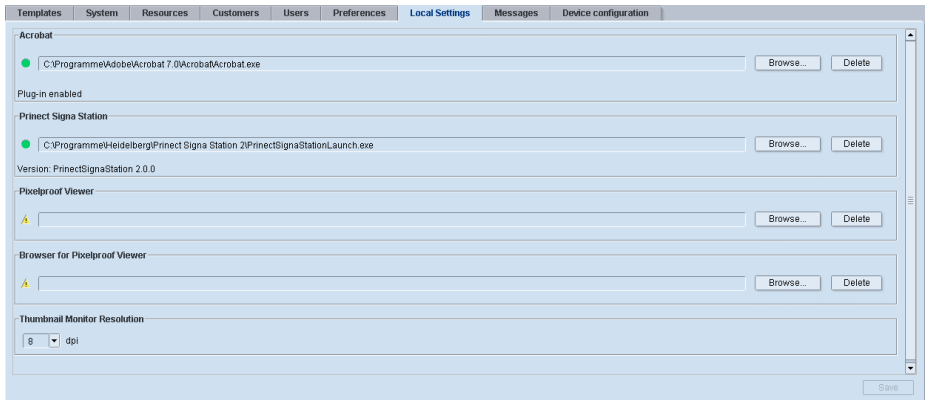 Templates System Resources Customers Users Preferences Local Settings Messages Device configuration
Acrobat
C:\Programme\Adobe\Acrobat 7.0\Acrobat\Acrobat.exe Browse... Delete
Plug-in enabled
Prinect Signa Station
C:\Programme\Heidelberg\Prinect Signa Station 2\PrinectSignaStationLaunch.exe Browse... Delete
Version: PrinectSignaStation 2.0.0
Pixelproof Viewer
Browse... Delete
Browser for Pixelproof Viewer
Browse... Delete
Thumbnail Monitor Resolution
8 dpi
Save